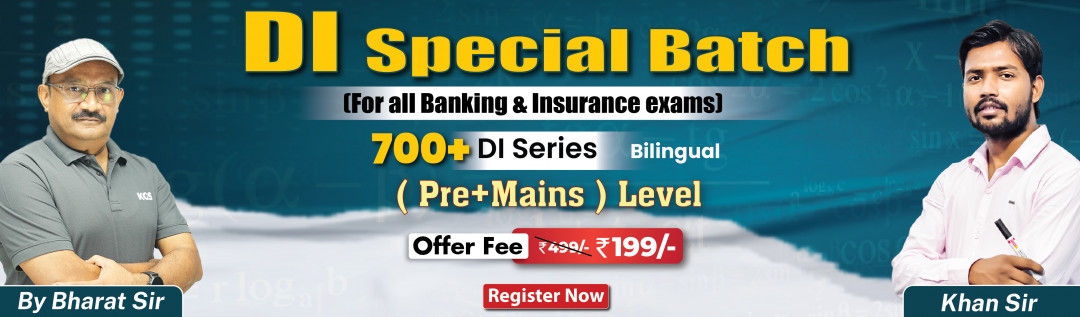 DI Special Batch
(For all Banking & Insurance exams)
700+ DI Series Bilingual
( Pre+Mains ) Level
Offer Fee ₹499/- ₹199/-
Register Now
KGS
By Bharat Sir
Khan Sir